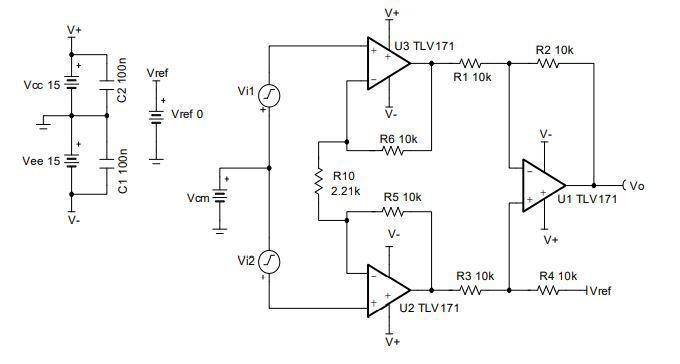 V+
Vcc 15
C2 100n
Vee 15
C1 100n
V-
Vref
Vref 0
Vi1
Vcm
Vi2
V+
U3 TLV171
V-
R6 10k
R10
2.21k
R5 10k
V-
U2 TLV171
V+
R1 10k
R2 10k
V-
U1 TLV171
V+
Vo
R3 10k
R4 10k
Vref